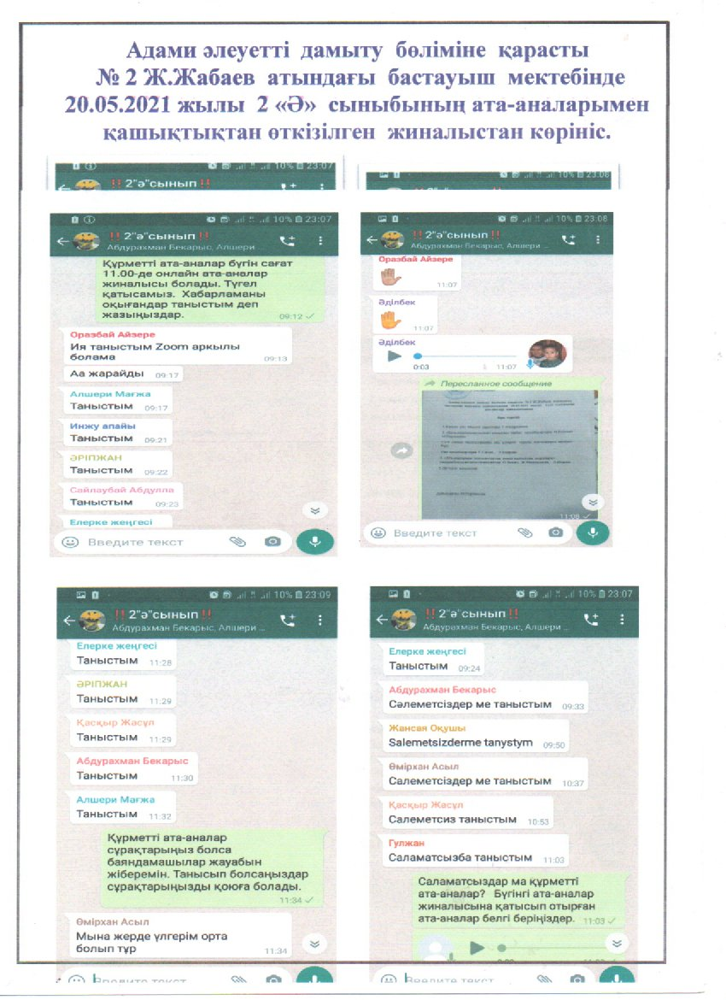 Адами әлеуетті дамыту бөліміне қарасты
№ 2 Ж.Жабаев атындағы бастауыш мектебінде
20.05.2021 жылы 2 «Ә» сыныбының ата-аналарымен
қашықтықтан өткізілген жиналыстан көрініс.
10% 23:07
‼ 2"ә"сынып ‼
10% 23:08
10% 23:07
‼ 2"ә"сынып ‼
Абдурахман Бекарыс, Алшери ...
Құрметті ата-аналар бүгін сағат
11.00-де онлайн ата-аналар
жиналысы болады. Түгел
қатысамыз. Хабарламаны
оқығандар таныстым деп
жазыңыздар.
09:12
Оразбай Айзере
Ия таныстым Zoom аркылы
болама
09:13
Аа жарайды 09:17
Алшери Мағжа
Таныстым 09:17
Инжу апайы
Таныстым 09:21
ӘРІПЖАН
Таныстым 09:22
Сайлаубай Абдулла
Таныстым 09:23
Елерке жеңгесі
Введите текст
10% 23:08
‼ 2"ә"сынып ‼
Абдурахман Бекарыс, Алшери ...
Оразбай Айзере
11:07
Әділбек
11:07
Әділбек
0:03 11:07
Пересланное сообщение
11:08
Введите текст
10% 23:09
‼ 2"ә"сынып ‼
Абдурахман Бекарыс, Алшери ...
Елерке жеңгесі
Таныстым 11:28
ӘРІПЖАН
Таныстым 11:29
Қасқыр Жасұл
Таныстым 11:29
Абдурахман Бекарыс
Таныстым 11:30
Алшери Мағжа
Таныстым 11:32
Құрметті ата-аналар
сұрақтарыңыз болса
баяндамашылар жауабын
жіберемін. Танысып болсаңыздар
сұрақтарыңызды қоюға болады.
11:34
Өмірхан Асыл
Мына жерде үлгерім орта
болып тұр
11:34
Введите текст
10% 23:07
‼ 2"ә"сынып ‼
Абдурахман Бекарыс, Алшери ...
Елерке жеңгесі
Таныстым 09:24
Абдурахман Бекарыс
Сәлеметсіздер ме таныстым 09:33
Жансая Оқушы
Salemetsizderme tanystym 09:50
Өмірхан Асыл
Салеметсіздер ме таныстым 10:37
Қасқыр Жасұл
Салеметсиз таныстым 10:53
Гулжан
Саламатсызба таныстым 11:03
Саламатсыздар ма құрметті
ата-аналар? Бүгінгі ата-аналар
жиналысына қатысып отырған
ата-аналар белгі беріңіздер. 11:03
Введите текст